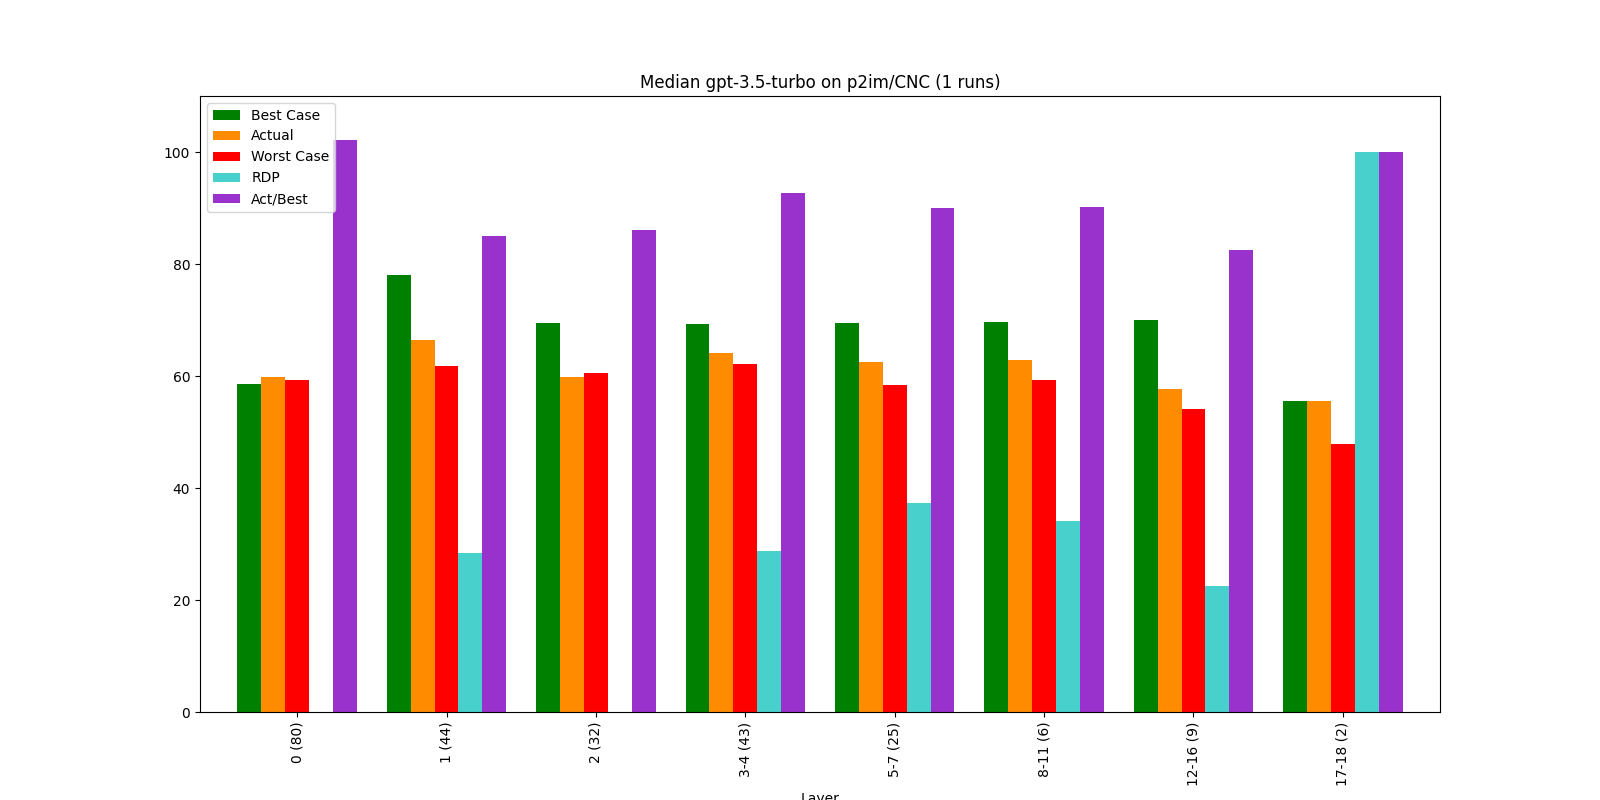 Median gpt-3.5-turbo on p2im/CNC (1 runs)
Best Case
Actual
Worst Case
RDP
Act/Best
100
80
60
40
20
0
0 (80)
1 (44)
2 (32)
3-4 (43)
5-7 (25)
8-11 (6)
12-16 (9)
17-18 (2)
Layer